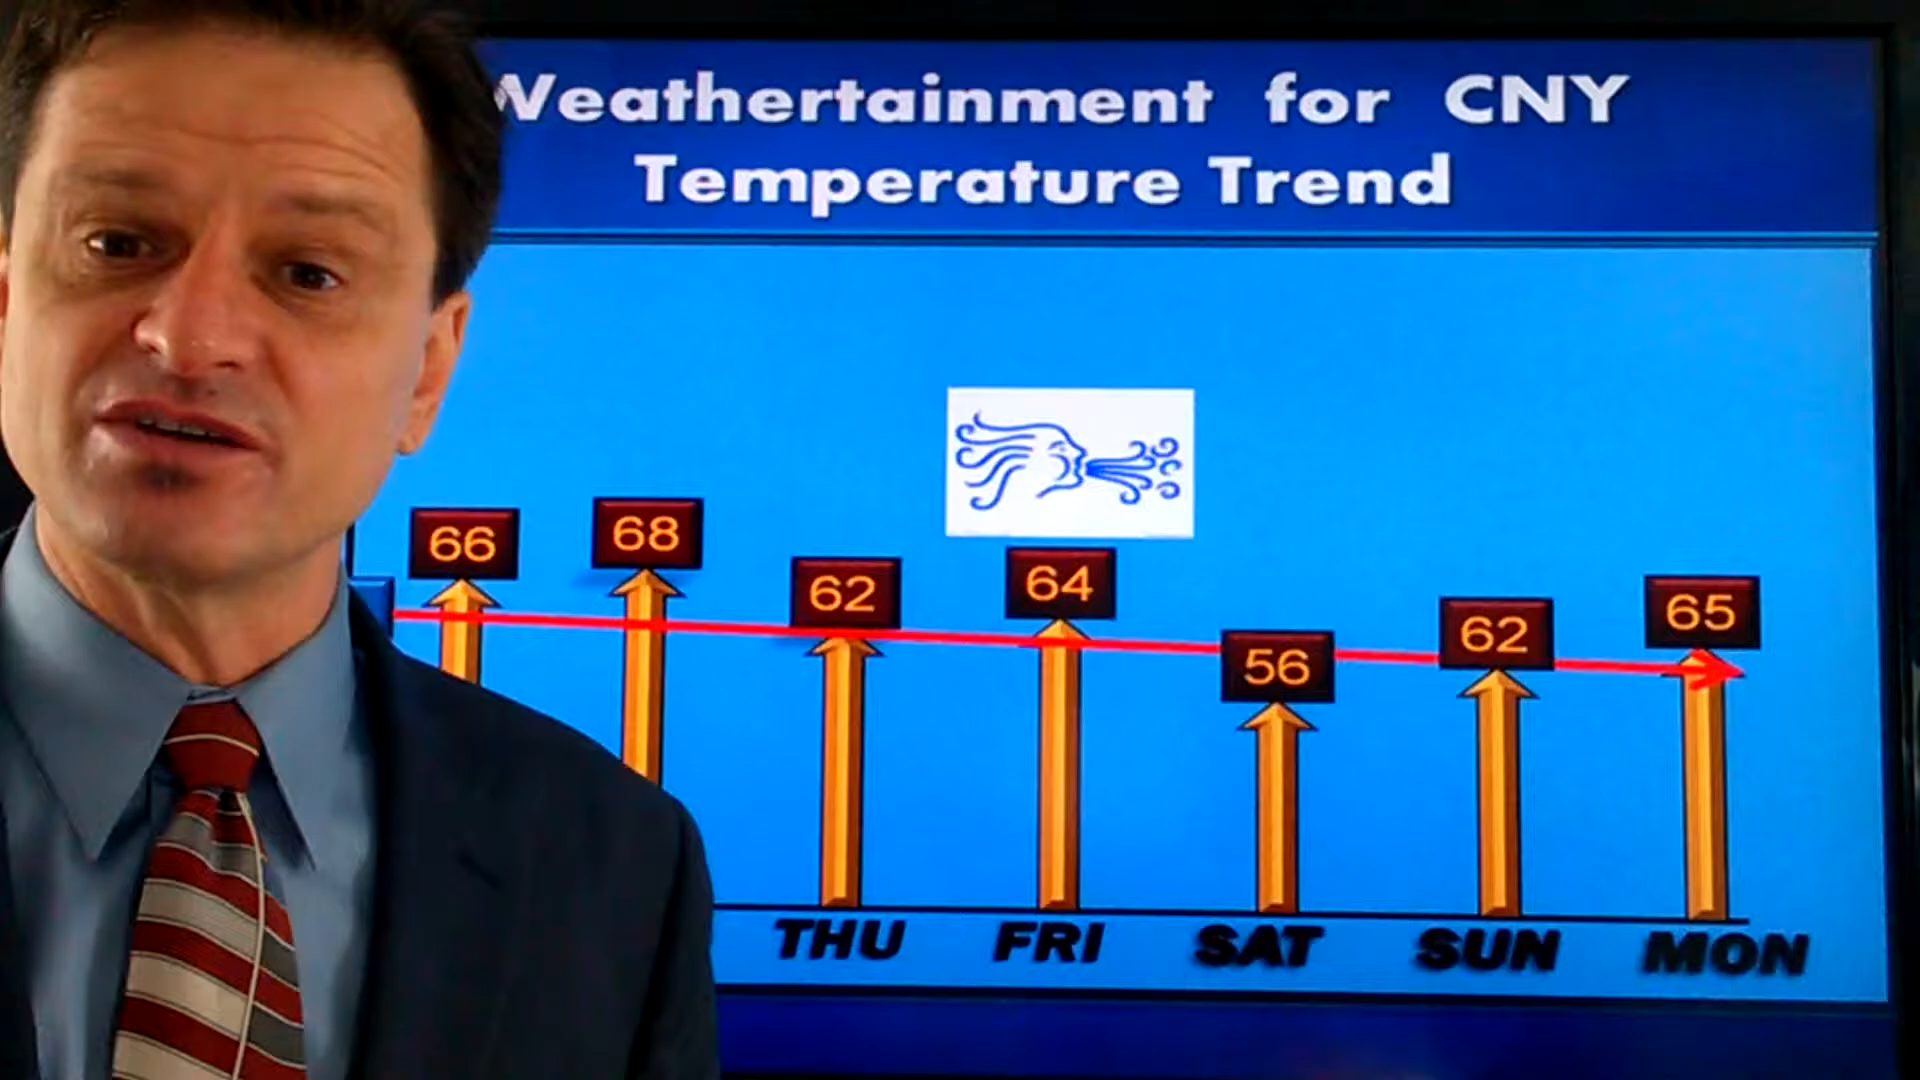 Weathertainment for CNY
Temperature Trend
66 68 62 64 56 62 65
THU FRI SAT SUN MON